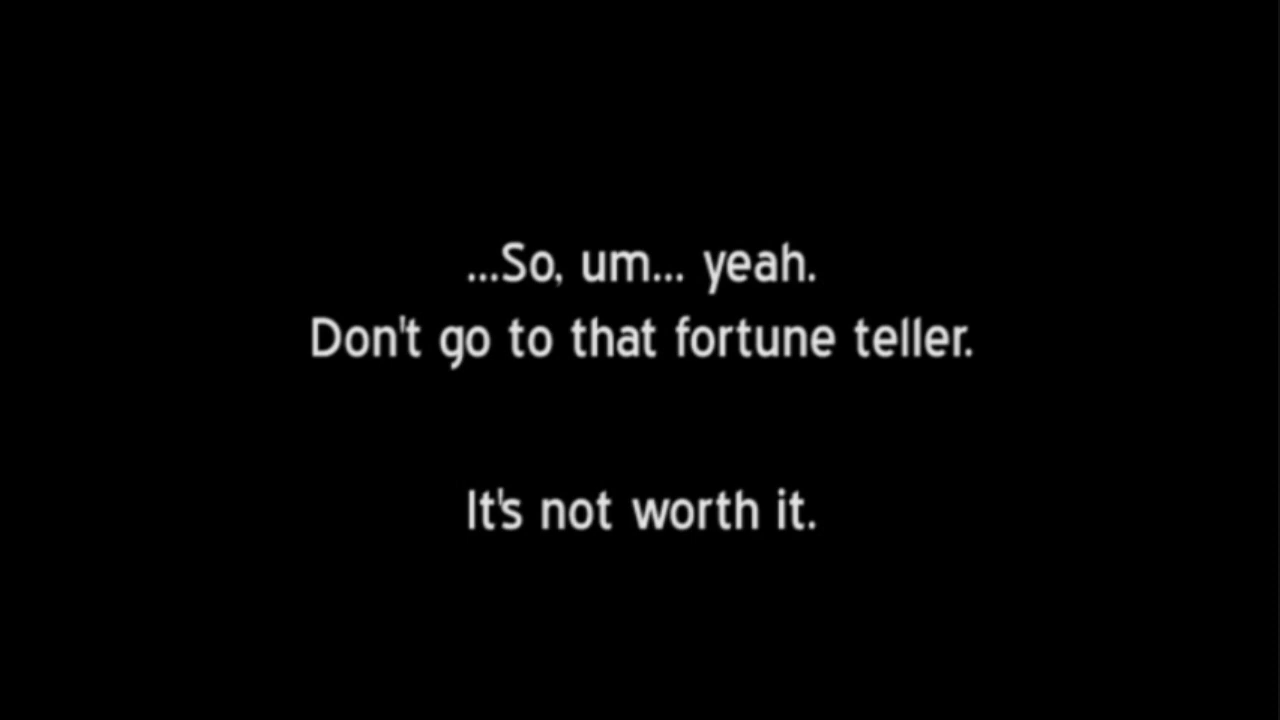 ...So, um... yeah.
Don't go to that fortune teller.
It's not worth it.